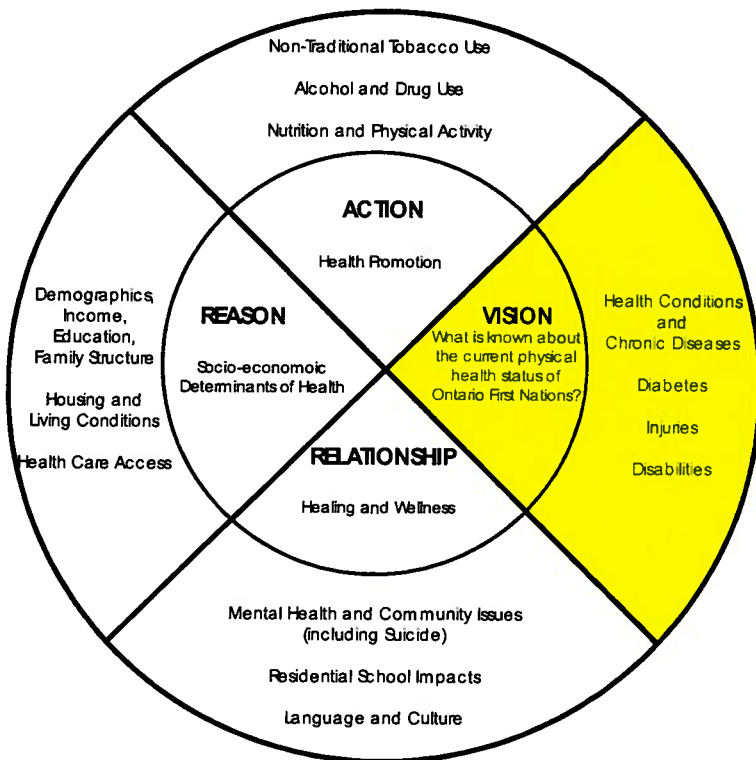 Non-Traditional Tobacco Use
Alcohol and Drug Use
Nutrition and Physical Activity
ACTION
Health Promotion
Demographics,
Income,
Education,
Family Structure
Housing and
Living Conditions
Health Care Access
REASON
Socio-economoic
Determinants of Health
VISION
What is known about
the current physical
health status of
Ontario First Nations?
Health Conditions
and
Chronic Diseases
Diabetes
Injuries
Disabilities
RELATIONSHIP
Healing and Wellness
Mental Health and Community Issues
(including Suicide)
Residential School Impacts
Language and Culture